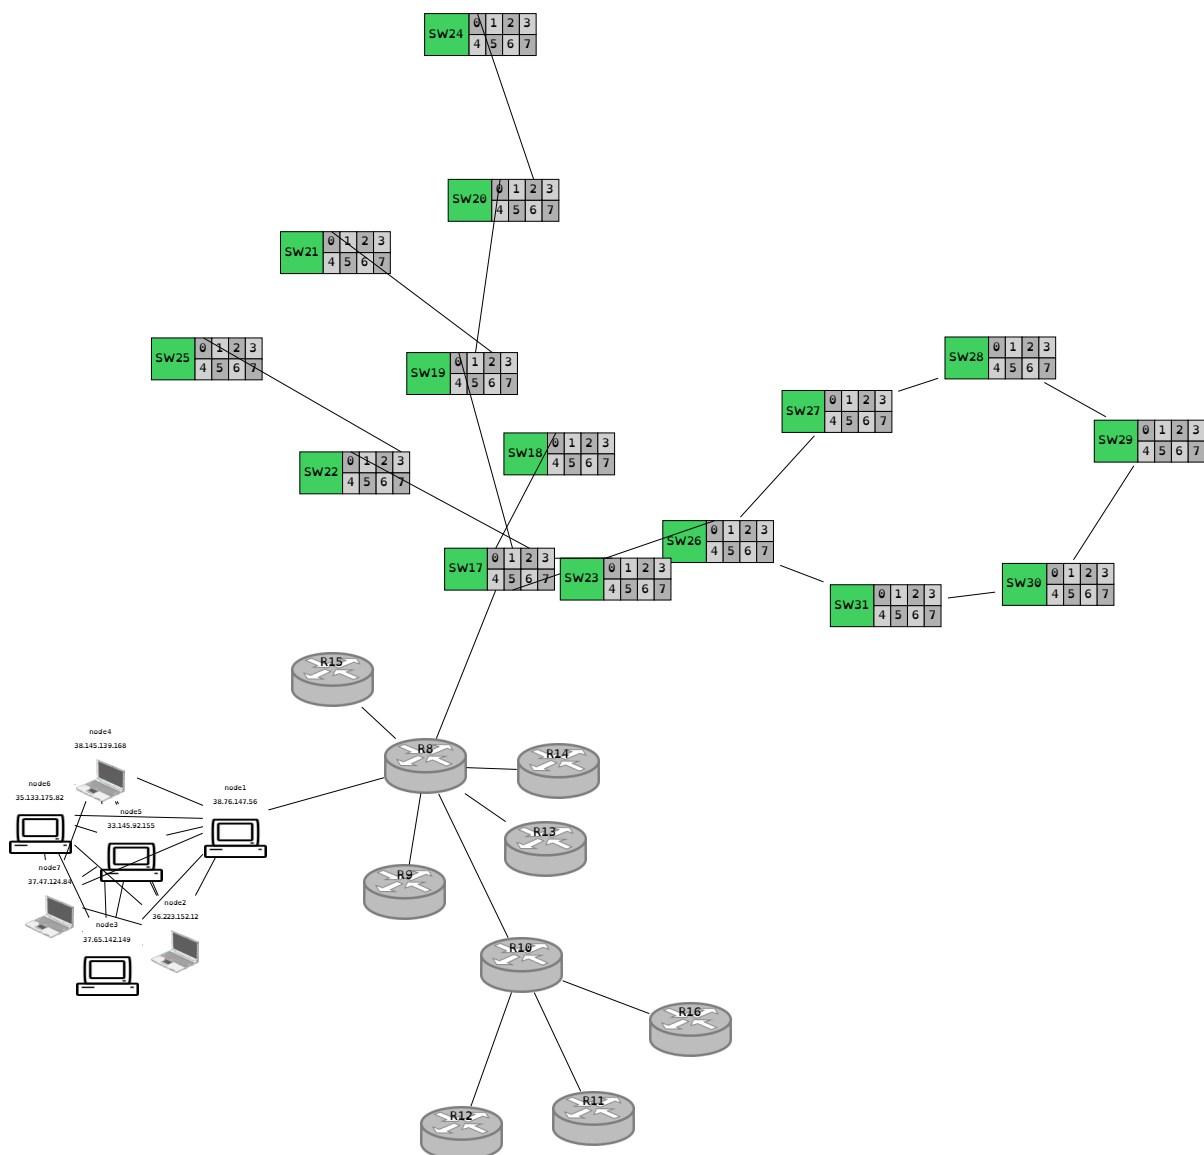 SW24 0 1 2 3
4 5 6 7
SW20 0 1 2 3
4 5 6 7
SW21 0 1 2 3
4 5 6 7
SW25 0 1 2 3
4 5 6 7
SW19 0 1 2 3
4 5 6 7
SW28 0 1 2 3
4 5 6 7
SW27 0 1 2 3
4 5 6 7
SW29 0 1 2 3
4 5 6 7
SW18 0 1 2 3
4 5 6 7
SW22 0 1 2 3
4 5 6 7
SW26 0 1 2 3
4 5 6 7
SW17 0 1 2 3
4 5 6 7
SW23 0 1 2 3
4 5 6 7
SW30 0 1 2 3
4 5 6 7
SW31 0 1 2 3
4 5 6 7
R15
R8
R14
R13
R9
R10
R16
R12
R11
node4
38.145.139.168
node6
35.133.175.82
node1
38.76.147.56
node5
33.145.92.155
node7
37.47.124.84
node2
36.223.152.12
node3
37.65.142.149